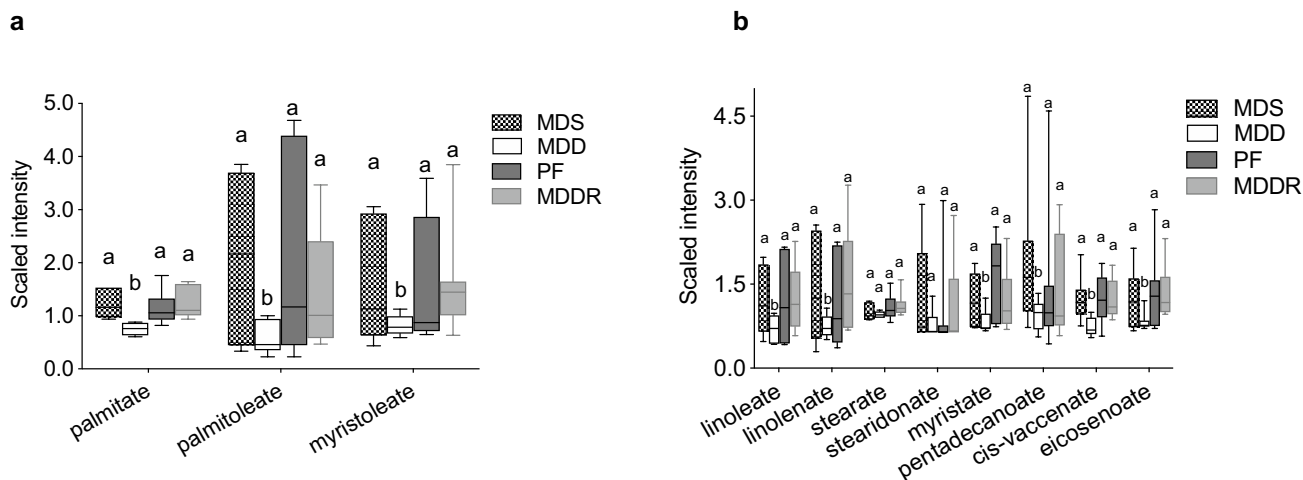 a
Scaled intensity
5.0
4.0
3.0
2.0
1.0
0.0
a b a a
a b a a
a b a a
palmitate
palmitoleate
myristoleate
MDS
MDD
PF
MDDR
b
Scaled intensity
4.5
3.0
1.5
0.0
a b a a
a b a a
a a a a
a a a a
a b a a
a b a a
a b a a
a b a a
linoleate
linolenate
stearate
stearidonate
myristate
pentadecanoate
cis-vaccenate
eicosenoate
MDS
MDD
PF
MDDR